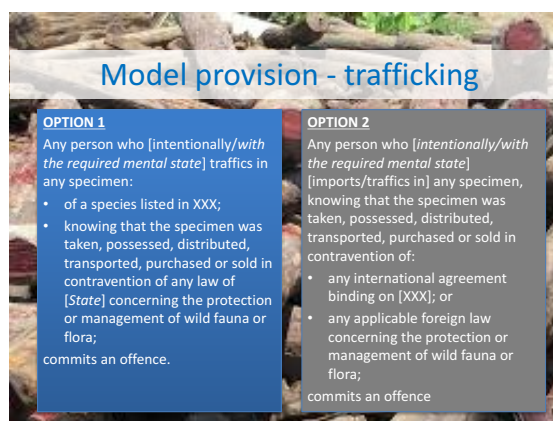 Model provision - trafficking
OPTION 1
Any person who [intentionally/with
the required mental state] traffics in
any specimen:
• of a species listed in XXX;
• knowing that the specimen was
taken, possessed, distributed,
transported, purchased or sold in
contravention of any law of
[State] concerning the protection
or management of wild fauna or
flora;
commits an offence.
OPTION 2
Any person who [intentionally/with
the required mental state]
[imports/traffics in] any specimen,
knowing that the specimen was
taken, possessed, distributed,
transported, purchased or sold in
contravention of:
• any international agreement
binding on [XXX]; or
• any applicable foreign law
concerning the protection or
management of wild fauna or
flora;
commits an offence